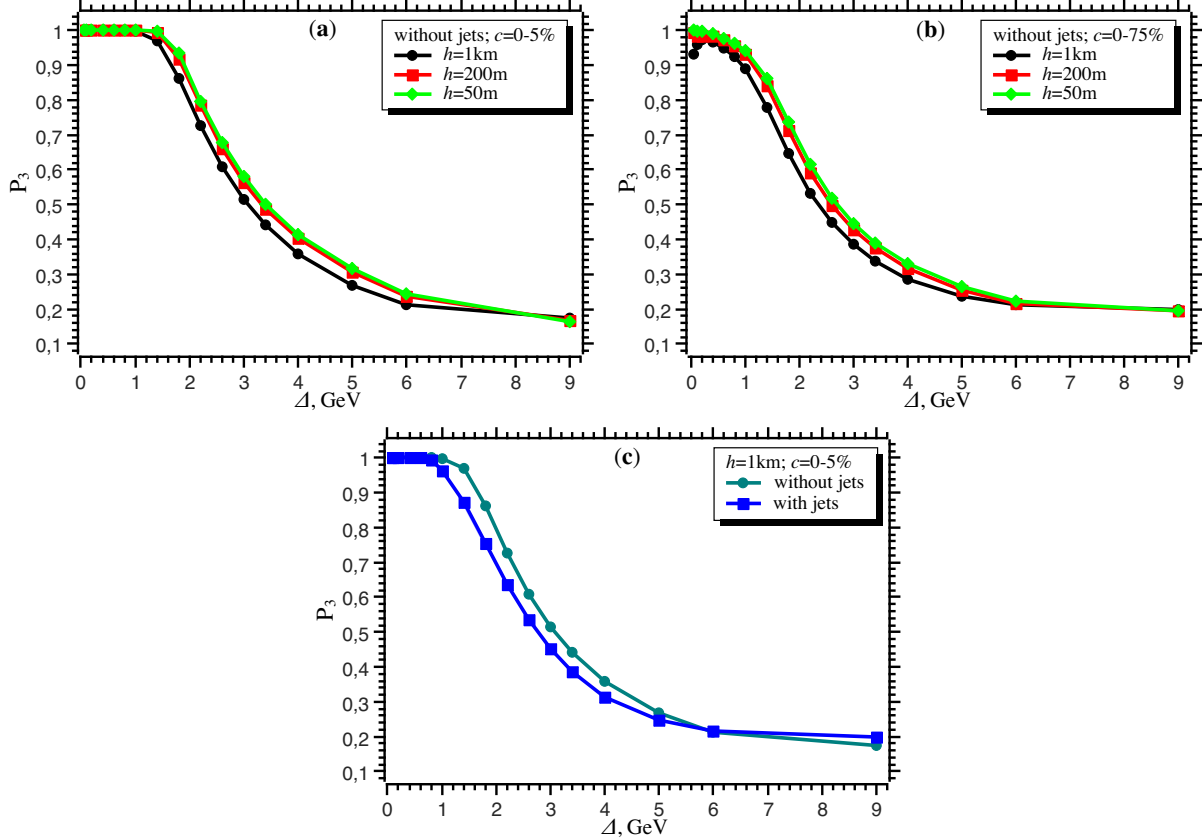 (a)
without jets; c=0-5%
h=1km
h=200m
h=50m
1
0,9
0,8
0,7
0,6
0,5
0,4
0,3
0,2
0,1
P3
0 1 2 3 4 5 6 7 8 9
Δ, GeV
(b)
without jets; c=0-75%
h=1km
h=200m
h=50m
1
0,9
0,8
0,7
0,6
0,5
0,4
0,3
0,2
0,1
P3
0 1 2 3 4 5 6 7 8 9
Δ, GeV
(c)
h=1km; c=0-5%
without jets
with jets
1
0,9
0,8
0,7
0,6
0,5
0,4
0,3
0,2
0,1
P3
0 1 2 3 4 5 6 7 8 9
Δ, GeV